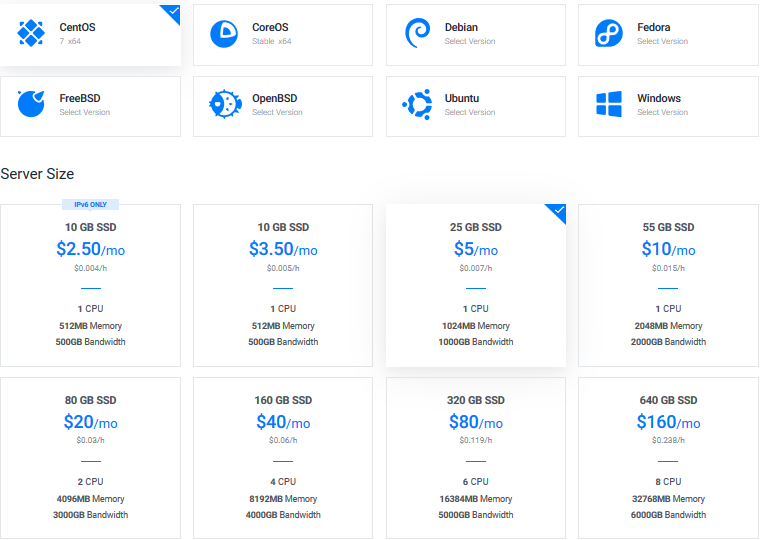 CentOS
7 x64
CoreOS
Stable x64
Debian
Select Version
Fedora
Select Version
FreeBSD
Select Version
OpenBSD
Select Version
Ubuntu
Select Version
Windows
Select Version
Server Size
IPv6 ONLY
10 GB SSD
$2.50/mo
$0.004/h
1 CPU
512MB Memory
500GB Bandwidth
10 GB SSD
$3.50/mo
$0.005/h
1 CPU
512MB Memory
500GB Bandwidth
25 GB SSD
$5/mo
$0.007/h
1 CPU
1024MB Memory
1000GB Bandwidth
55 GB SSD
$10/mo
$0.015/h
1 CPU
2048MB Memory
2000GB Bandwidth
80 GB SSD
$20/mo
$0.03/h
2 CPU
4096MB Memory
3000GB Bandwidth
160 GB SSD
$40/mo
$0.06/h
4 CPU
8192MB Memory
4000GB Bandwidth
320 GB SSD
$80/mo
$0.119/h
6 CPU
16384MB Memory
5000GB Bandwidth
640 GB SSD
$160/mo
$0.238/h
8 CPU
32768MB Memory
6000GB Bandwidth